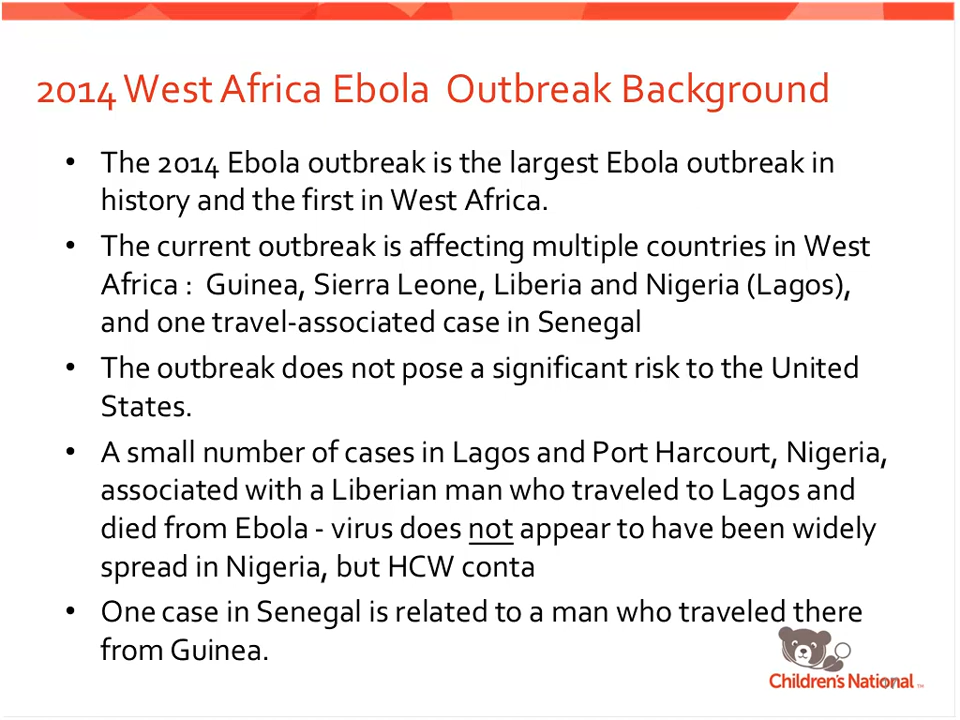 2014 West Africa Ebola Outbreak Background
• The 2014 Ebola outbreak is the largest Ebola outbreak in
history and the first in West Africa.
• The current outbreak is affecting multiple countries in West
Africa : Guinea, Sierra Leone, Liberia and Nigeria (Lagos),
and one travel-associated case in Senegal
• The outbreak does not pose a significant risk to the United
States.
• A small number of cases in Lagos and Port Harcourt, Nigeria,
associated with a Liberian man who traveled to Lagos and
died from Ebola - virus does not appear to have been widely
spread in Nigeria, but HCW conta
• One case in Senegal is related to a man who traveled there
from Guinea.
Children's National ™